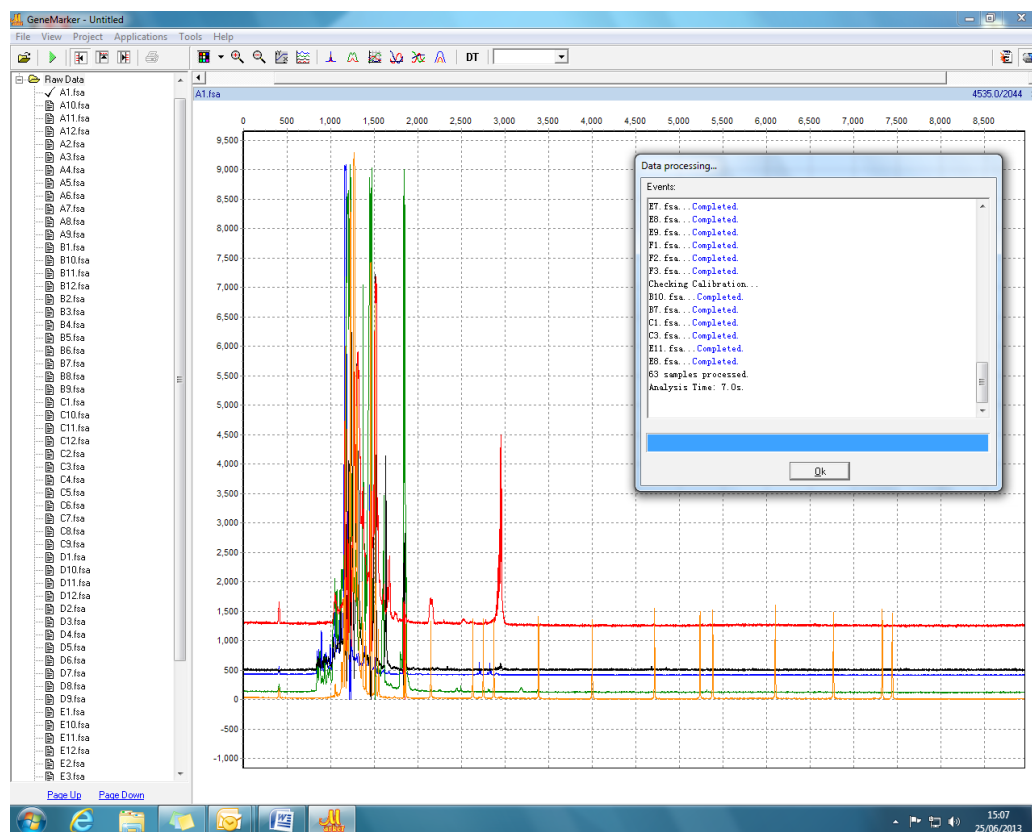 GeneMarker - Untitled
File View Project Applications Tools Help
DT
Raw Data
A1.fsa
A10.fsa
A11.fsa
A12.fsa
A2.fsa
A3.fsa
A4.fsa
A5.fsa
A6.fsa
A7.fsa
A8.fsa
A9.fsa
B1.fsa
B10.fsa
B11.fsa
B12.fsa
B2.fsa
B3.fsa
B4.fsa
B5.fsa
B6.fsa
B7.fsa
B8.fsa
B9.fsa
C1.fsa
C10.fsa
C11.fsa
C12.fsa
C2.fsa
C3.fsa
C4.fsa
C5.fsa
C6.fsa
C7.fsa
C8.fsa
C9.fsa
D1.fsa
D10.fsa
D11.fsa
D12.fsa
D2.fsa
D3.fsa
D4.fsa
D5.fsa
D6.fsa
D7.fsa
D8.fsa
D9.fsa
E1.fsa
E10.fsa
E11.fsa
E12.fsa
E2.fsa
E3.fsa
Page Up Page Down
A1.fsa 4535.0/2044
0 500 1,000 1,500 2,000 2,500 3,000 3,500 4,000 4,500 5,000 5,500 6,000 6,500 7,000 7,500 8,000 8,500
9,500
9,000
8,500
8,000
7,500
7,000
6,500
6,000
5,500
5,000
4,500
4,000
3,500
3,000
2,500
2,000
1,500
1,000
500
0
-500
-1,000
Data processing...
Events:
E7.fsa...Completed.
E8.fsa...Completed.
E9.fsa...Completed.
F1.fsa...Completed.
F2.fsa...Completed.
F3.fsa...Completed.
Checking Calibration...
B10.fsa...Completed.
B7.fsa...Completed.
C1.fsa...Completed.
C3.fsa...Completed.
E11.fsa...Completed.
E8.fsa...Completed.
63 samples processed.
Analysis Time: 7.0s.
Ok
15:07
25/06/2013